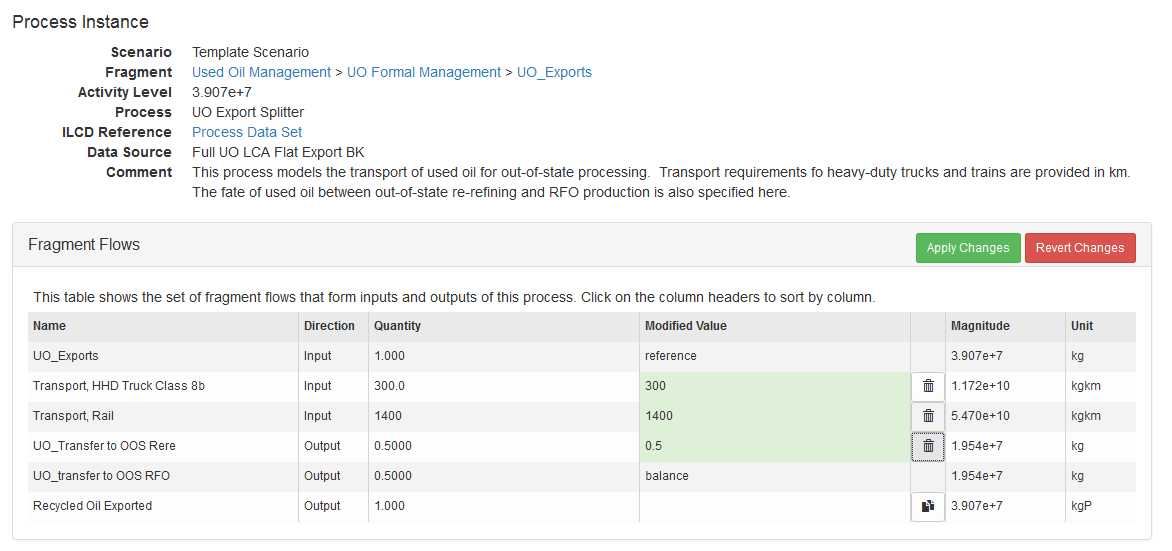 Process Instance
Scenario Template Scenario
Fragment Used Oil Management > UO Formal Management > UO_Exports
Activity Level 3.907e+7
Process UO Export Splitter
ILCD Reference Process Data Set
Data Source Full UO LCA Flat Export BK
Comment This process models the transport of used oil for out-of-state processing.  Transport requirements fo heavy-duty trucks and trains are provided in km.
The fate of used oil between out-of-state re-refining and RFO production is also specified here.
Fragment Flows Apply Changes Revert Changes
This table shows the set of fragment flows that form inputs and outputs of this process. Click on the column headers to sort by column.
Name Direction Quantity Modified Value Magnitude Unit
UO_Exports Input 1.000 reference 3.907e+7 kg
Transport, HHD Truck Class 8b Input 300.0 300 1.172e+10 kgkm
Transport, Rail Input 1400 1400 5.470e+10 kgkm
UO_Transfer to OOS Rere Output 0.5000 0.5 1.954e+7 kg
UO_transfer to OOS RFO Output 0.5000 balance 1.954e+7 kg
Recycled Oil Exported Output 1.000 3.907e+7 kgP